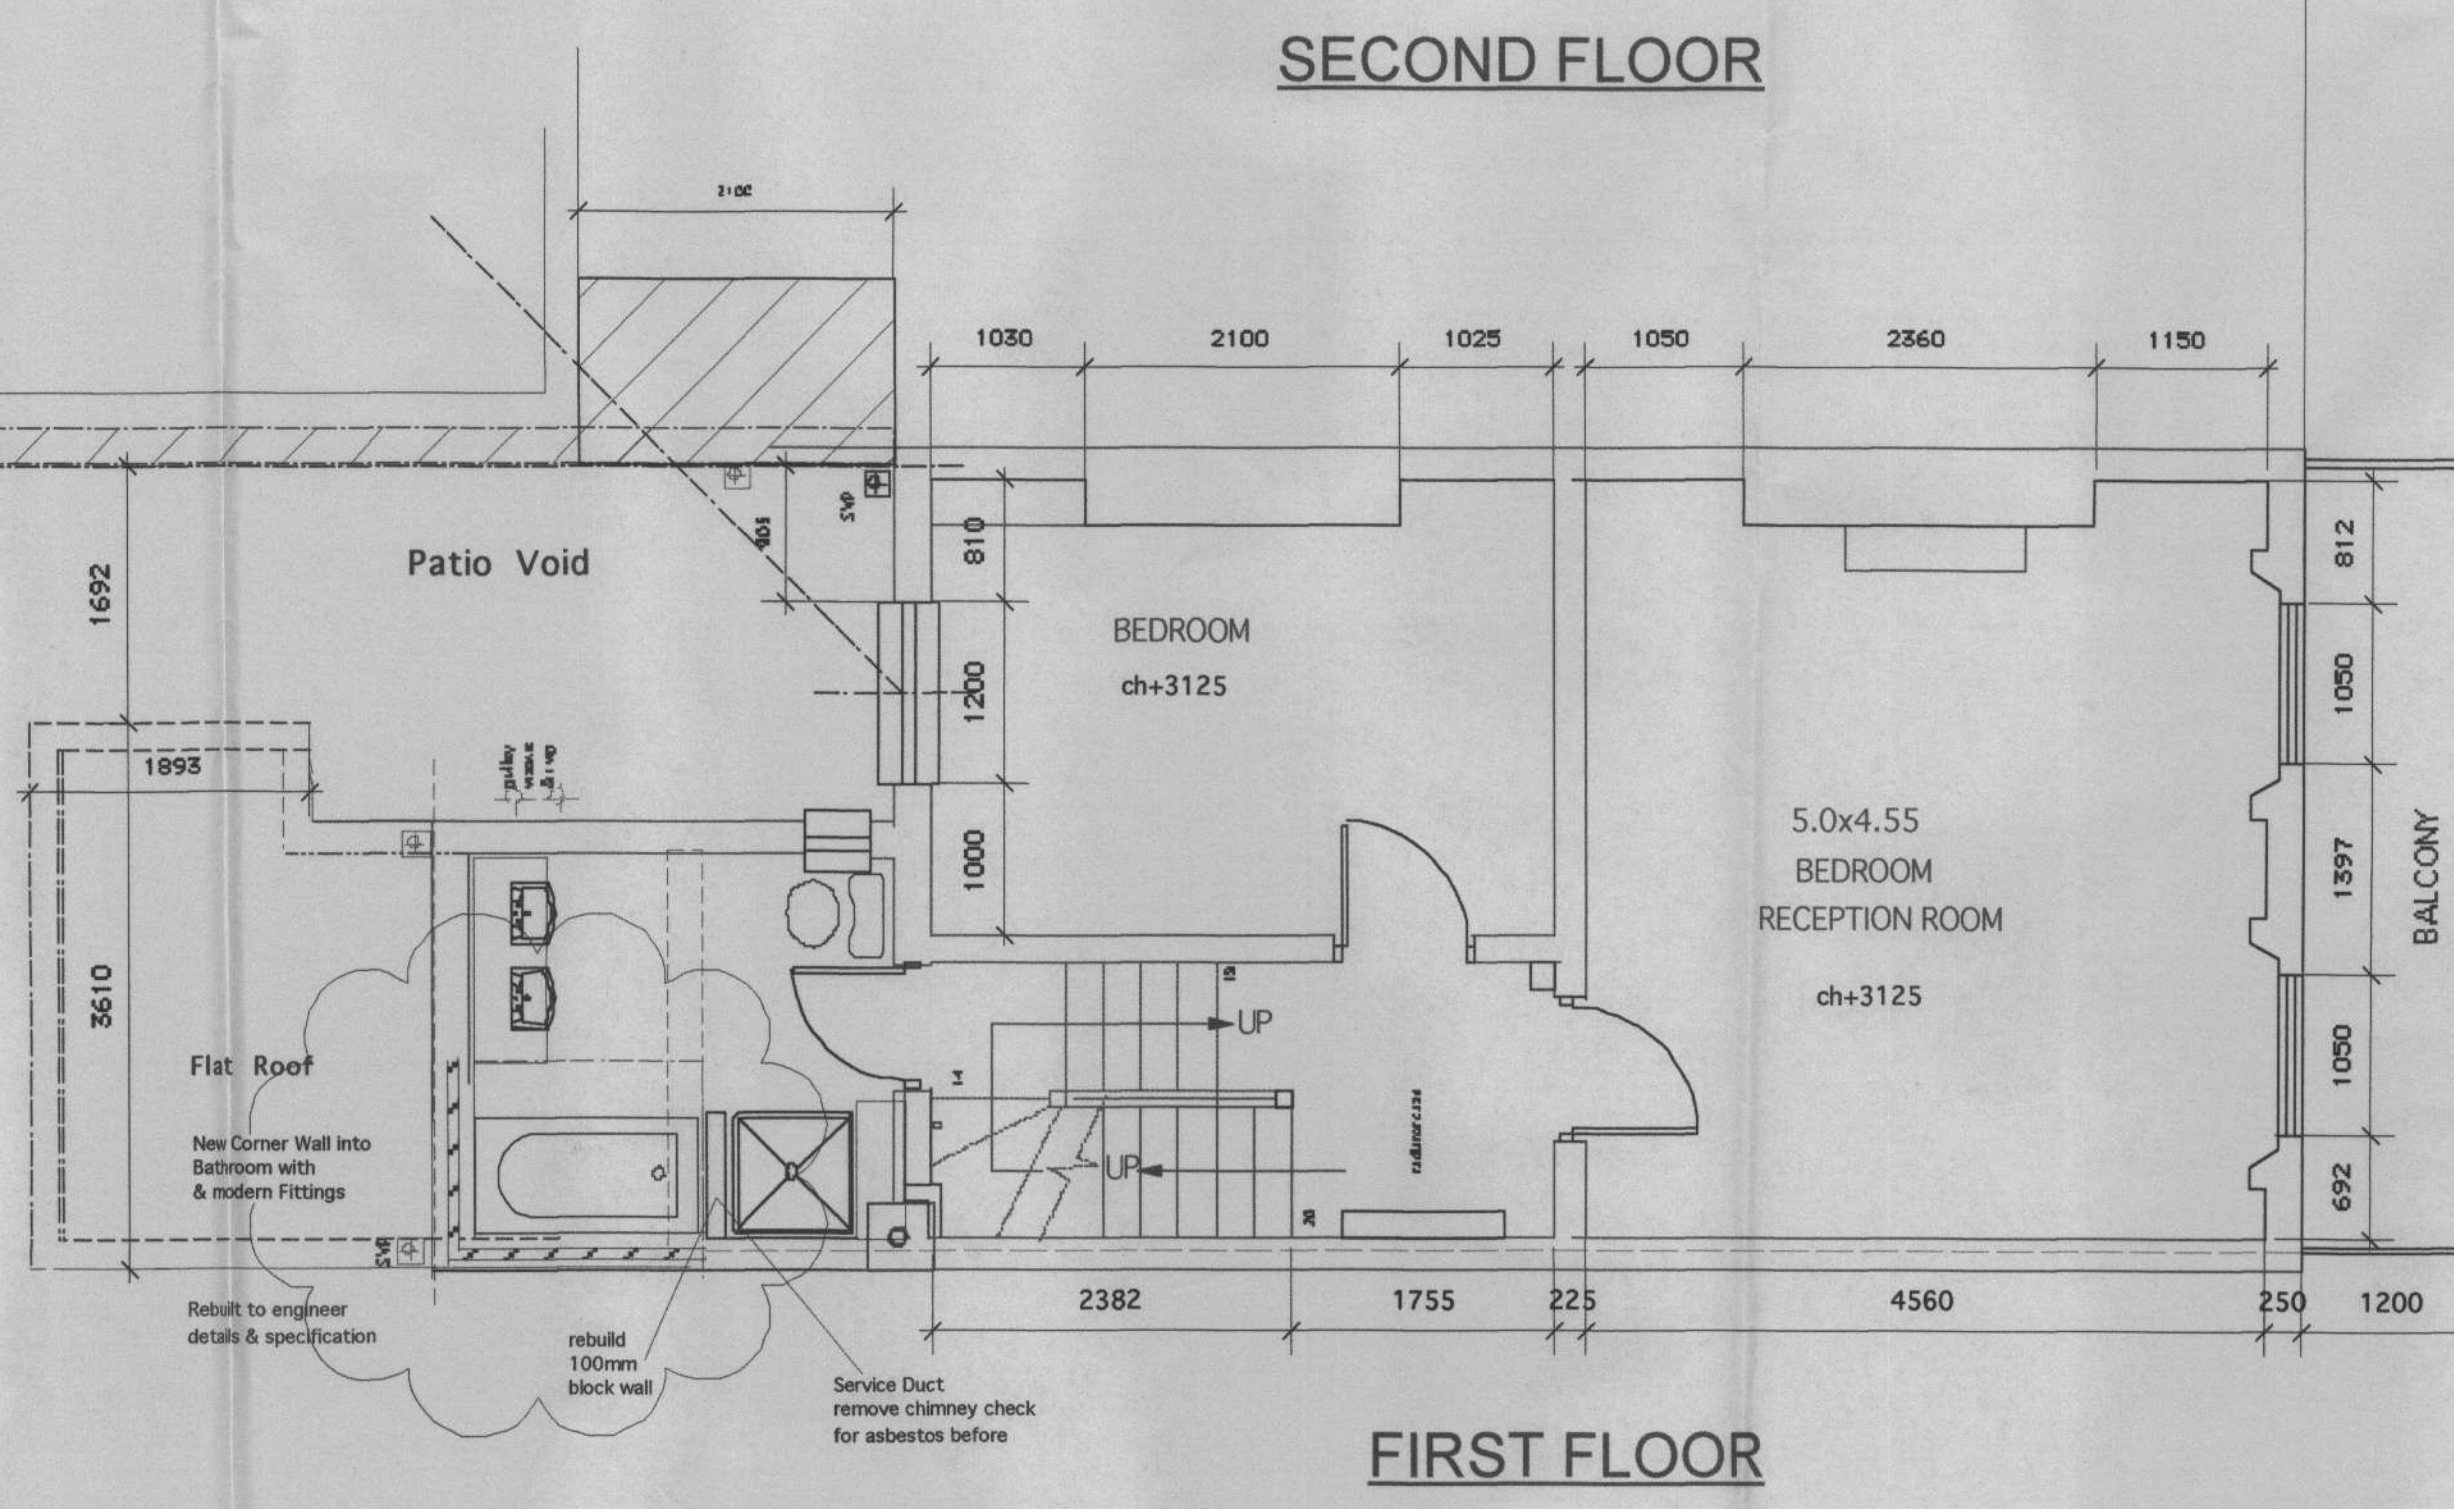 SECOND FLOOR
1030
2100
1025
1050
2360
1150
1692
Patio Void
810
812
BEDROOM
ch+3125
1200
1050
1893
gulley
1000
5.0x4.55
BEDROOM
RECEPTION ROOM
ch+3125
1397
BALCONY
3610
UP
Flat Roof
14
1050
New Corner Wall into
Bathroom with
& modern Fittings
UP
692
20
SVP
SVP
Rebuilt to engineer
details & specification
rebuild
100mm
block wall
Service Duct
remove chimney check
for asbestos before
2382
1755
225
4560
250
1200
FIRST FLOOR